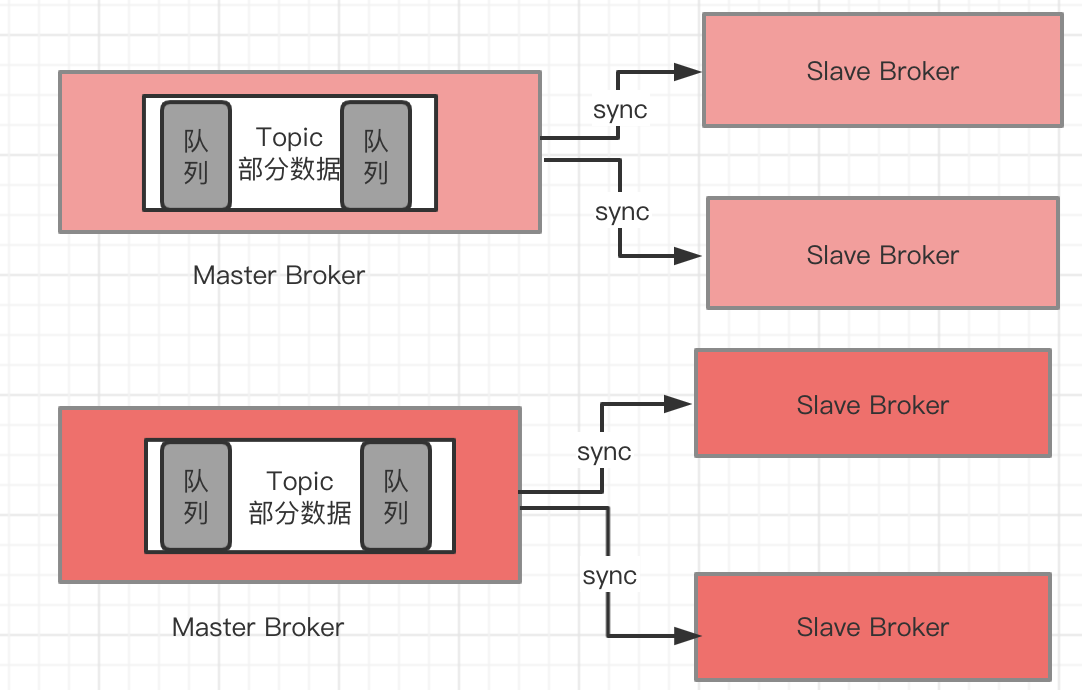 Slave Broker
sync
队
列
Topic
部分数据
队
列
sync
Slave Broker
Master Broker
Slave Broker
sync
队
列
Topic
部分数据
队
列
sync
Master Broker
Slave Broker